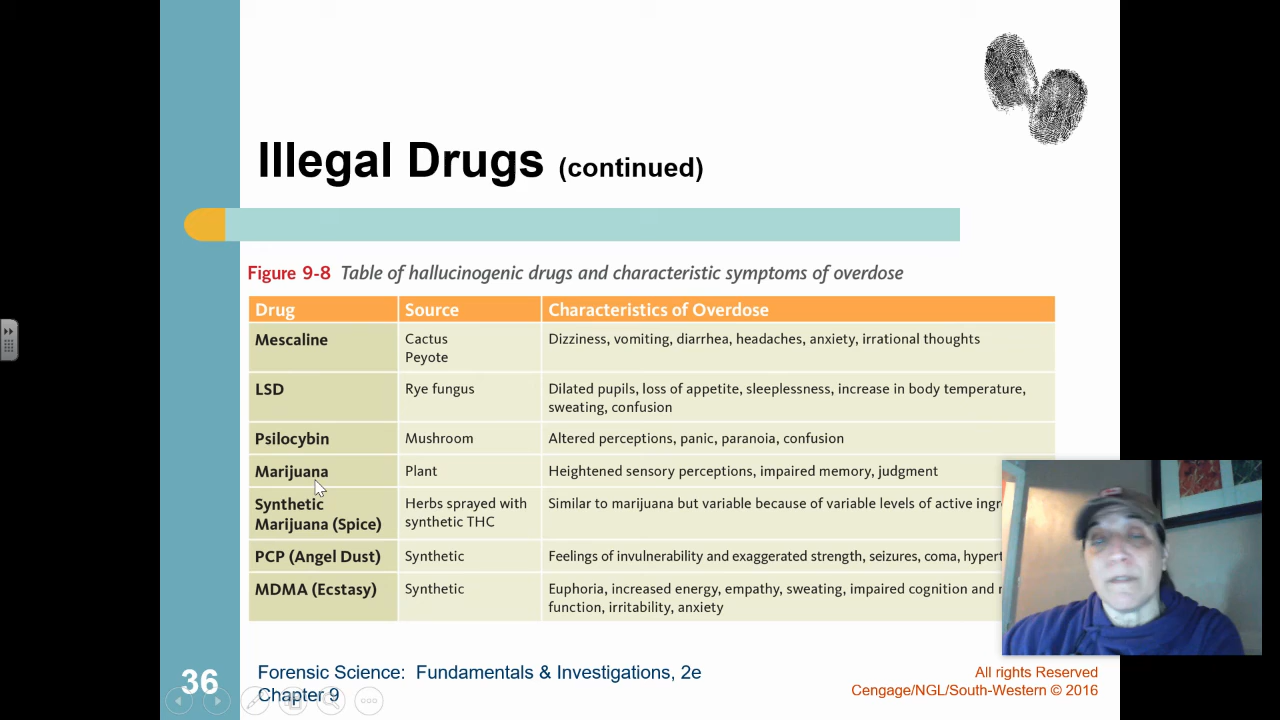 Illegal Drugs (continued)
Figure 9-8 Table of hallucinogenic drugs and characteristic symptoms of overdose
Drug Source Characteristics of Overdose
Mescaline Cactus Dizziness, vomiting, diarrhea, headaches, anxiety, irrational thoughts
Peyote
LSD Rye fungus Dilated pupils, loss of appetite, sleeplessness, increase in body temperature,
sweating, confusion
Psilocybin Mushroom Altered perceptions, panic, paranoia, confusion
Marijuana Plant Heightened sensory perceptions, impaired memory, judgment
Synthetic Herbs sprayed with Similar to marijuana but variable because of variable levels of active
Marijuana (Spice) synthetic THC
PCP (Angel Dust) Synthetic Feelings of invulnerability and exaggerated strength, seizures, coma,
MDMA (Ecstasy) Synthetic Euphoria, increased energy, empathy, sweating, impaired cognition and
function, irritability, anxiety
36
Forensic Science: Fundamentals & Investigations, 2e
Chapter 9
All rights Reserved
Cengage/NGL/South-Western © 2016